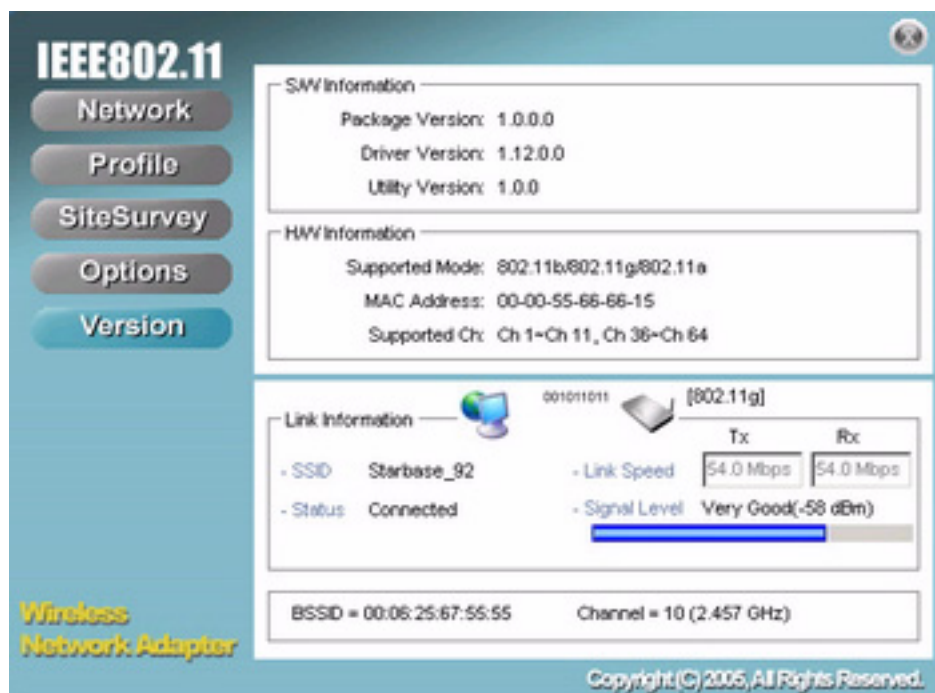 IEEE802.11
Network
Profile
SiteSurvey
Options
Version
Wireless
Network Adapter
S/W Information
Package Version: 1.0.0.0
Driver Version: 1.12.0.0
Utility Version: 1.0.0
H/W Information
Supported Mode: 802.11b/802.11g/802.11a
MAC Address: 00-00-55-66-66-15
Supported Ch: Ch 1~Ch 11, Ch 36~Ch 64
001011011 [802.11g]
Link Information
Tx Rx
- SSID Starbase_92 - Link Speed 54.0 Mbps 54.0 Mbps
- Status Connected - Signal Level Very Good(-58 dBm)
BSSID = 00:06:25:67:55:55 Channel = 10 (2.457 GHz)
Copyright (C) 2005, All Rights Reserved.